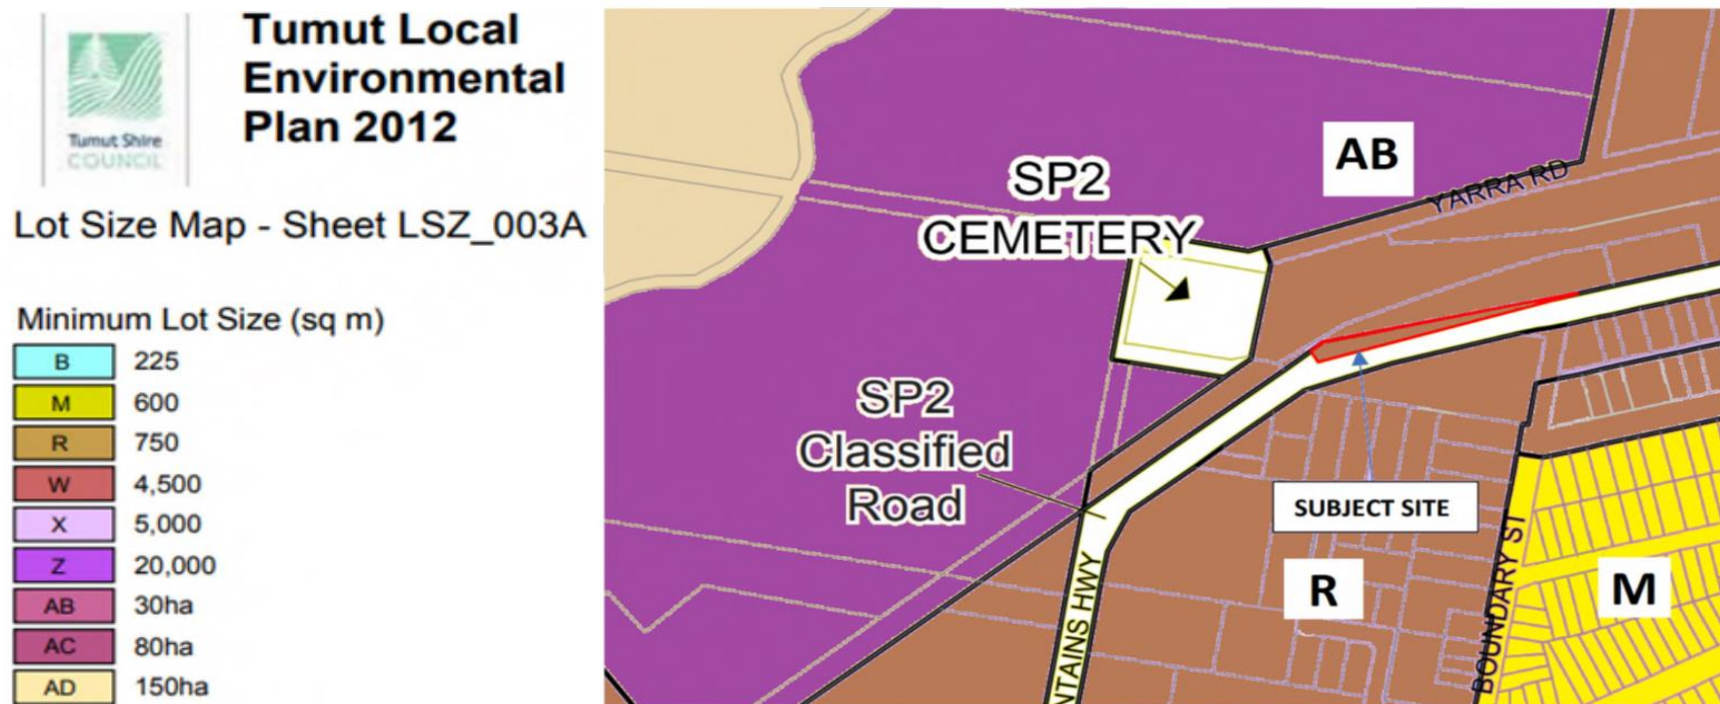 Tumut Local
Environmental
Plan 2012
Tumut Shire
COUNCIL
Lot Size Map - Sheet LSZ_003A
Minimum Lot Size (sq m)
B 225
M 600
R 750
W 4,500
X 5,000
Z 20,000
AB 30ha
AC 80ha
AD 150ha
AB
YARRA RD
SP2
CEMETERY
SP2
Classified
Road
SUBJECT SITE
R
M
BOUNDARY ST
NTAINS HWY